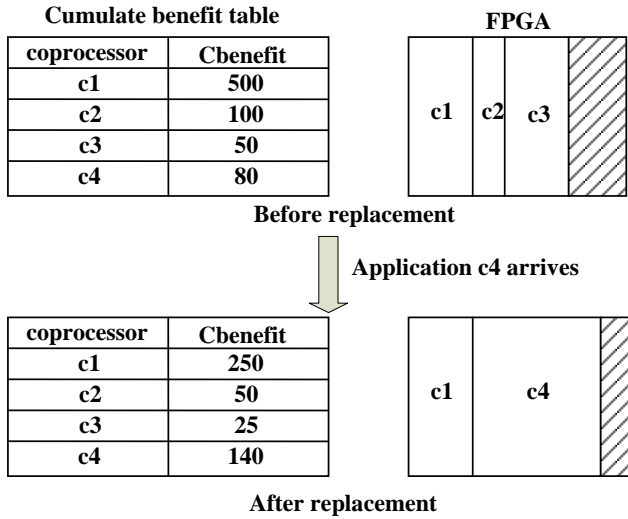 Cumulate benefit table
FPGA
coprocessor Cbenefit
c1 500
c2 100
c3 50
c4 80
c1 c2 c3
Before replacement
Application c4 arrives
coprocessor Cbenefit
c1 250
c2 50
c3 25
c4 140
c1 c4
After replacement